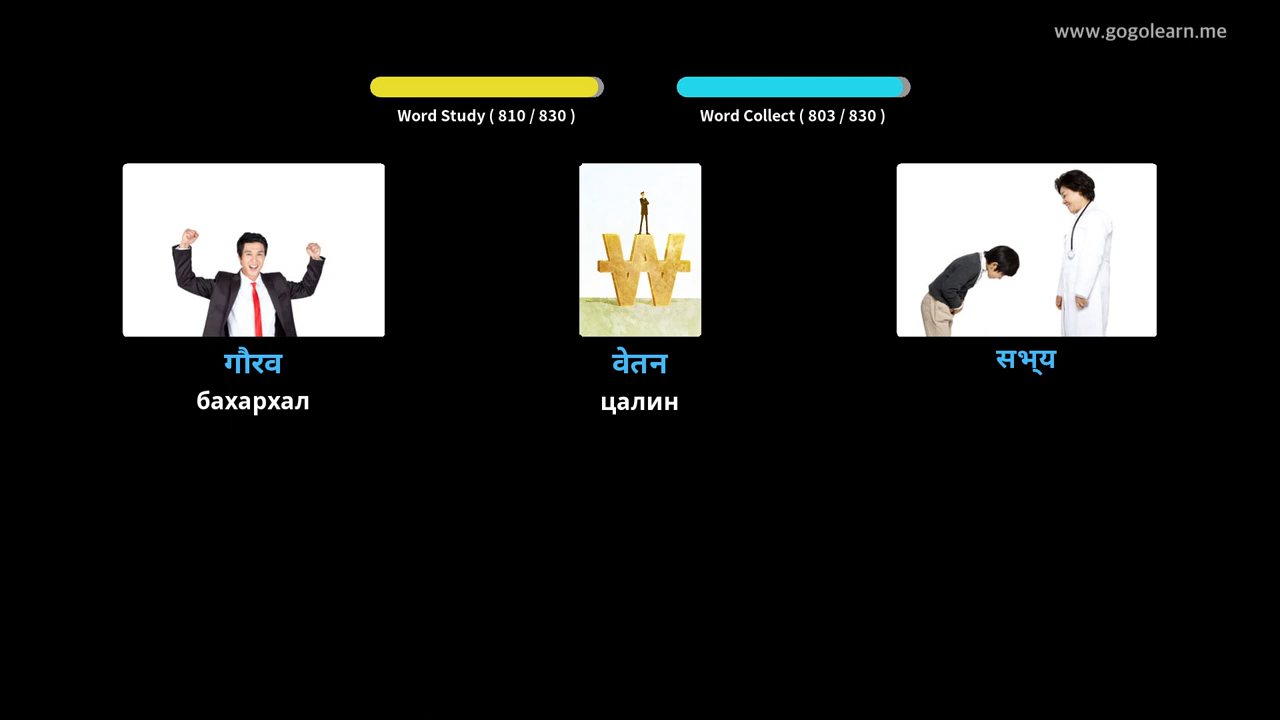 www.gogolearn.me
Word Study ( 810 / 830 )
Word Collect ( 803 / 830 )
गौरव
वेतन
सभ्‍य
бахархал
цалин